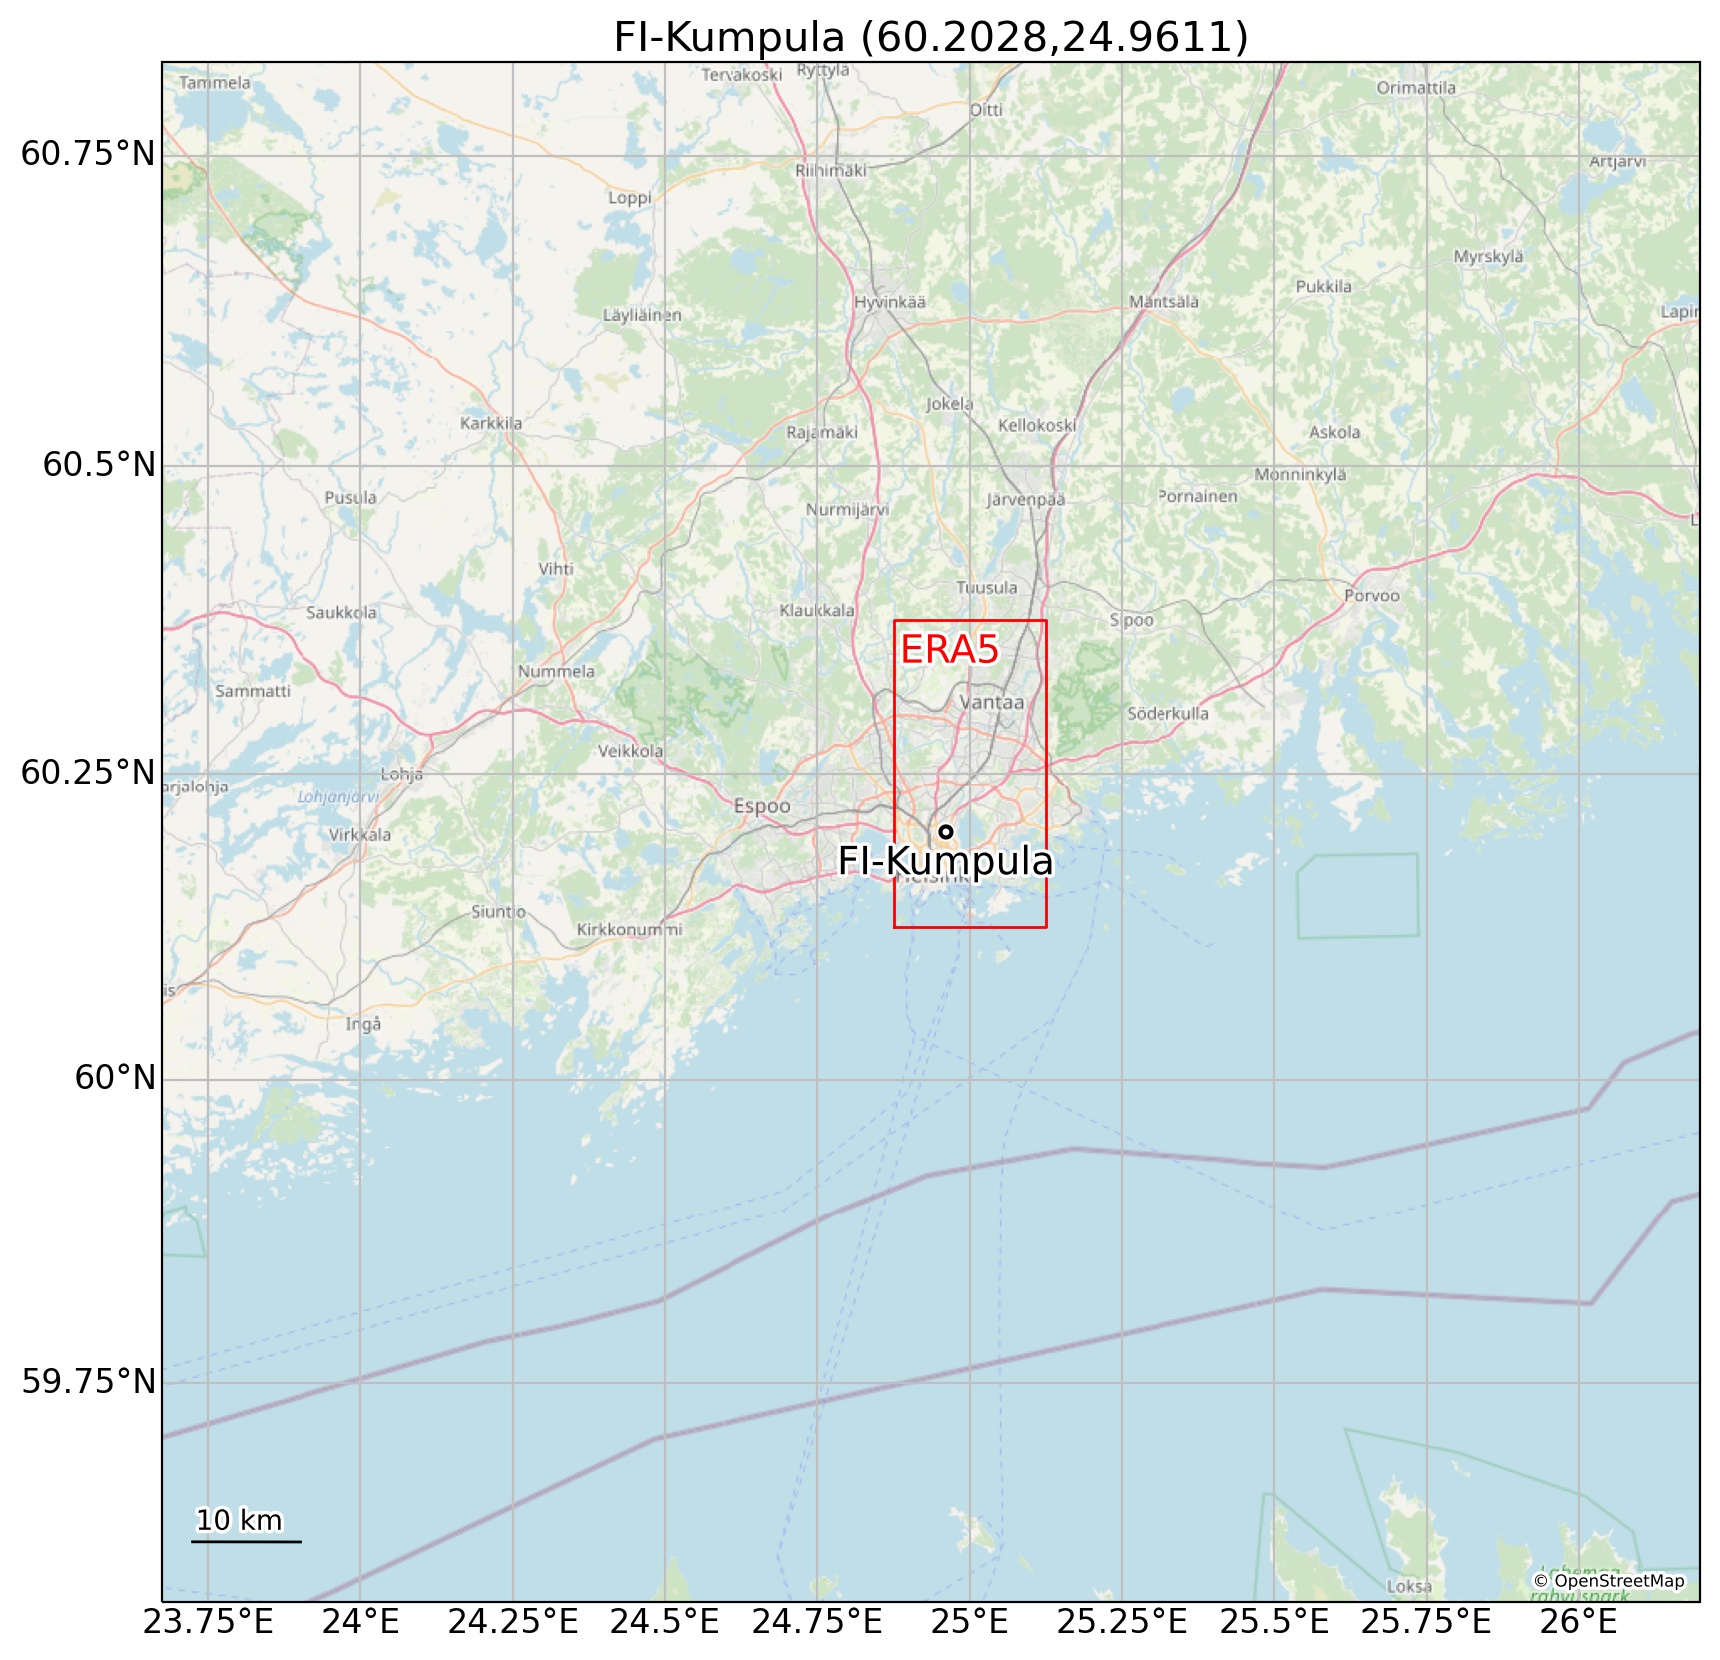 FI-Kumpula (60.2028,24.9611)
Tammela
Tervakoski
Ryttylä
Oitti
Orimattila
60.75°N
Riihimäki
Artjärvi
Loppi
Myrskylä
Pukkila
Hyvinkää
Mäntsälä
Läyliäinen
Jokela
Karkkila
Rajamäki
Kellokoski
Askola
60.5°N
Monninkylä
Pusula
Järvenpää
Pornainen
Nurmijärvi
Vihti
Tuusula
Porvoo
Saukkola
Klaukkala
Sipoo
ERA5
Nummela
Sammatti
Vantaa
Söderkulla
Veikkola
60.25°N
Lohja
arjalohja
Lohjanjärvi
Espoo
Virkkala
FI-Kumpula
Siuntio
Kirkkonummi
is
Ingå
60°N
59.75°N
10 km
© OpenStreetMap
Loksa
rahvuspark
23.75°E 24°E 24.25°E 24.5°E 24.75°E 25°E 25.25°E 25.5°E 25.75°E 26°E